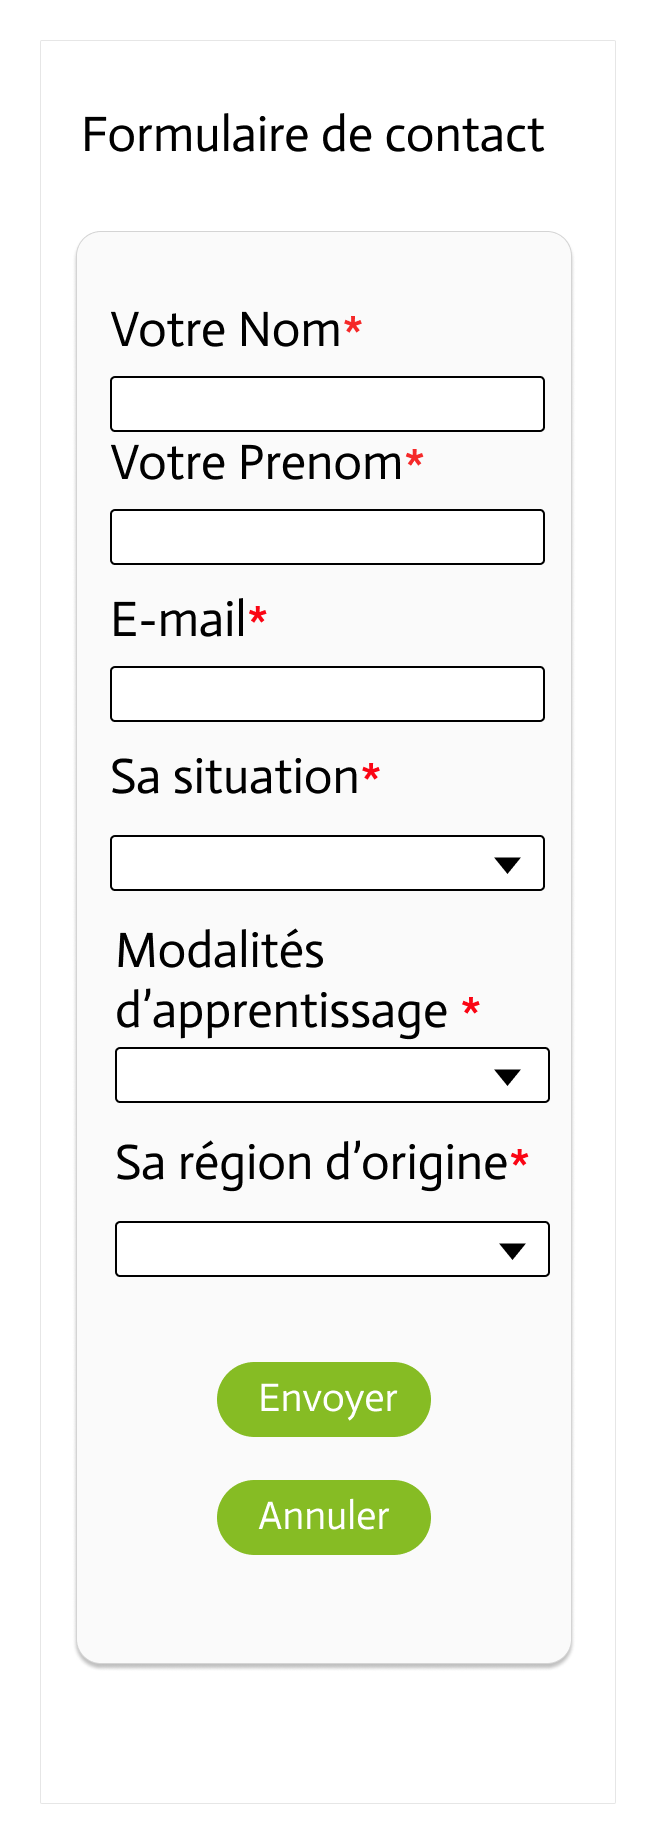 Formulaire de contact
Votre Nom*
Votre Prenom*
E-mail*
Sa situation*
Modalités
d’apprentissage *
Sa région d’origine*
Envoyer
Annuler